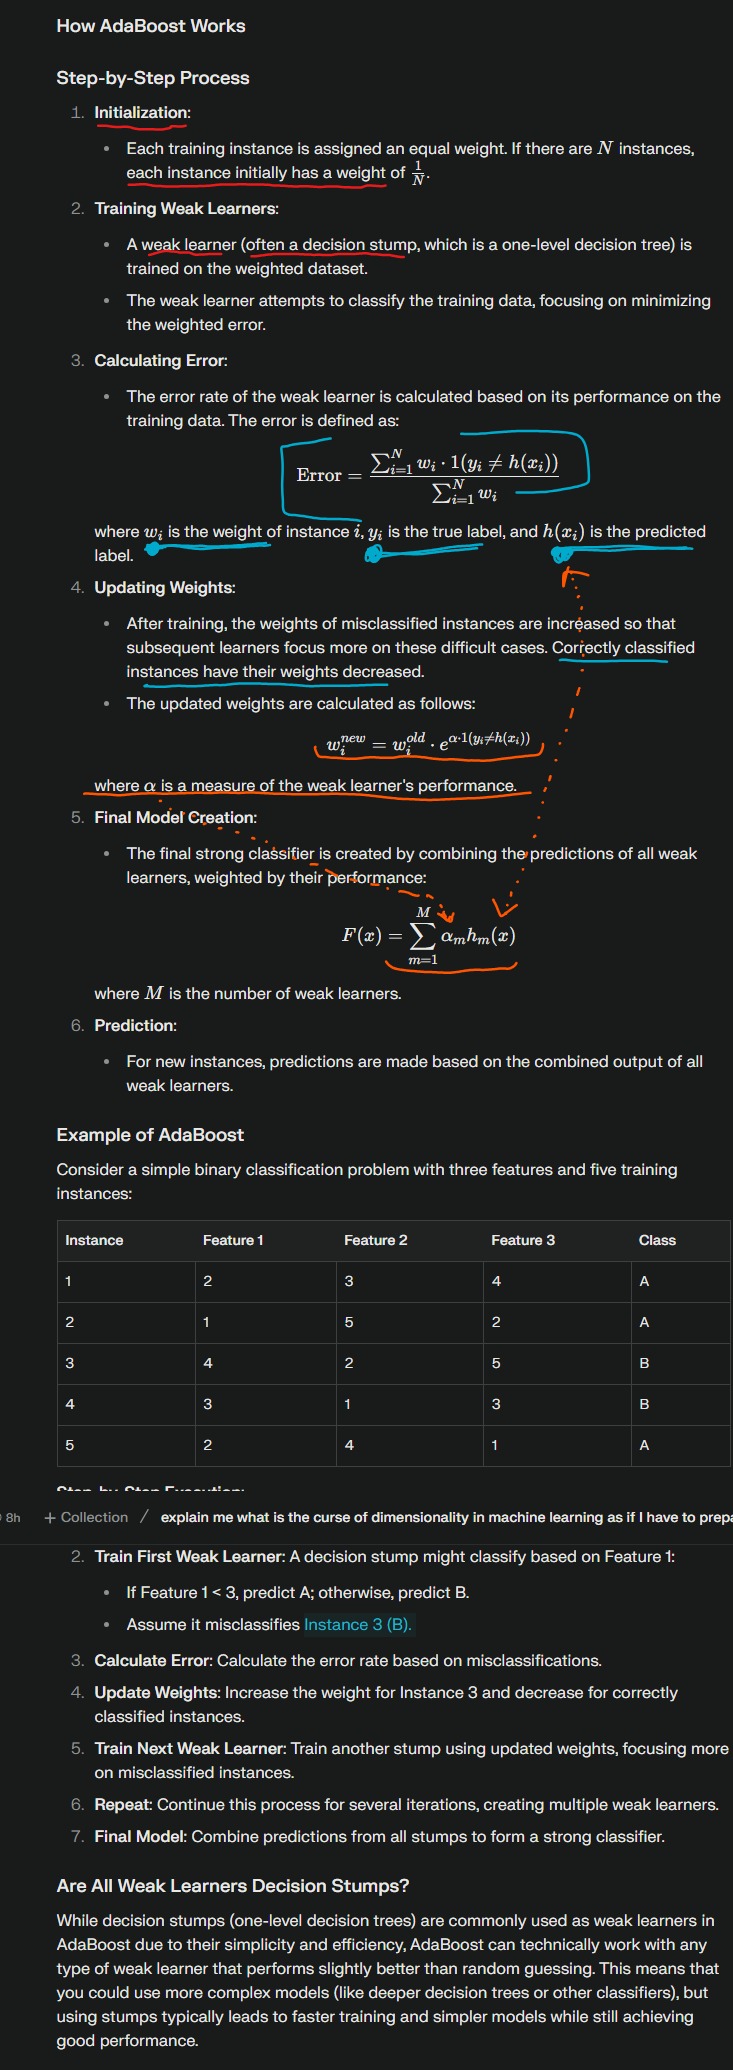 How AdaBoost Works
Step-by-Step Process
1. Initialization:
• Each training instance is assigned an equal weight. If there are N instances,
each instance initially has a weight of 1/N.
2. Training Weak Learners:
• A weak learner (often a decision stump, which is a one-level decision tree) is
trained on the weighted dataset.
• The weak learner attempts to classify the training data, focusing on minimizing
the weighted error.
3. Calculating Error:
• The error rate of the weak learner is calculated based on its performance on the
training data. The error is defined as:
Error = ∑_{i=1}^{N} w_i · 1(y_i ≠ h(x_i)) / ∑_{i=1}^{N} w_i
where w_i is the weight of instance i, y_i is the true label, and h(x_i) is the predicted
label.
4. Updating Weights:
• After training, the weights of misclassified instances are increased so that
subsequent learners focus more on these difficult cases. Correctly classified
instances have their weights decreased.
• The updated weights are calculated as follows:
w_i^{new} = w_i^{old} · e^{α·1(y_i≠h(x_i))}
where α is a measure of the weak learner's performance.
5. Final Model Creation:
• The final strong classifier is created by combining the predictions of all weak
learners, weighted by their performance:
F(x) = ∑_{m=1}^{M} α_m h_m(x)
where M is the number of weak learners.
6. Prediction:
• For new instances, predictions are made based on the combined output of all
weak learners.
Example of AdaBoost
Consider a simple binary classification problem with three features and five training
instances:
Instance Feature 1 Feature 2 Feature 3 Class
1 2 3 4 A
2 1 5 2 A
3 4 2 5 B
4 3 1 3 B
5 2 4 1 A
Step-by-Step Execution:
8h + Collection / explain me what is the curse of dimensionality in machine learning as if I have to prepa
2. Train First Weak Learner: A decision stump might classify based on Feature 1:
• If Feature 1 < 3, predict A; otherwise, predict B.
• Assume it misclassifies Instance 3 (B).
3. Calculate Error: Calculate the error rate based on misclassifications.
4. Update Weights: Increase the weight for Instance 3 and decrease for correctly
classified instances.
5. Train Next Weak Learner: Train another stump using updated weights, focusing more
on misclassified instances.
6. Repeat: Continue this process for several iterations, creating multiple weak learners.
7. Final Model: Combine predictions from all stumps to form a strong classifier.
Are All Weak Learners Decision Stumps?
While decision stumps (one-level decision trees) are commonly used as weak learners in
AdaBoost due to their simplicity and efficiency, AdaBoost can technically work with any
type of weak learner that performs slightly better than random guessing. This means that
you could use more complex models (like deeper decision trees or other classifiers), but
using stumps typically leads to faster training and simpler models while still achieving
good performance.